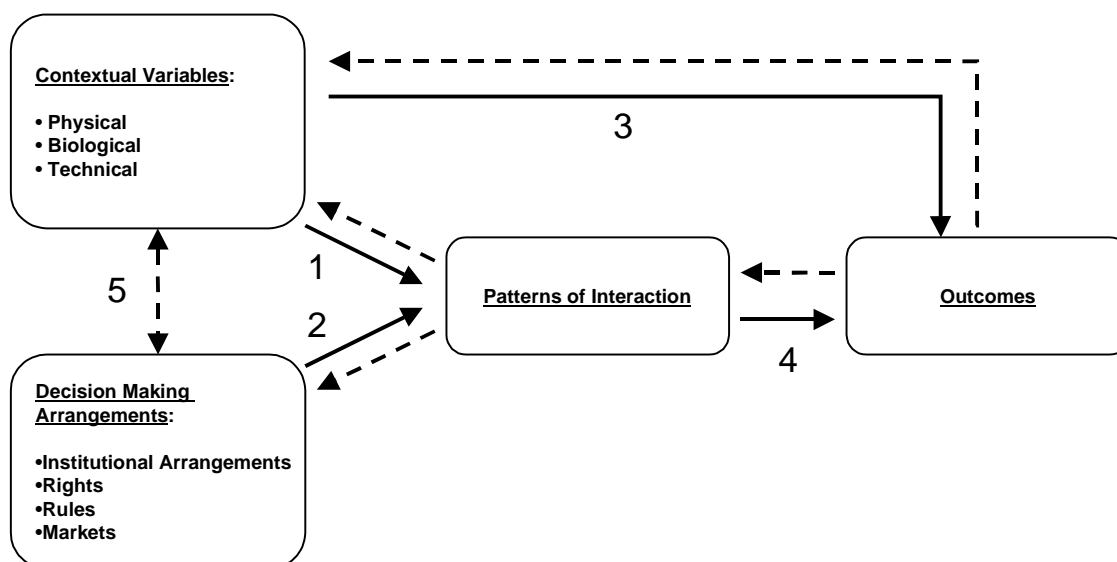 Contextual Variables:
• Physical
• Biological
• Technical
3
1
5
2
Patterns of Interaction
Outcomes
4
Decision Making
Arrangements:
•Institutional Arrangements
•Rights
•Rules
•Markets